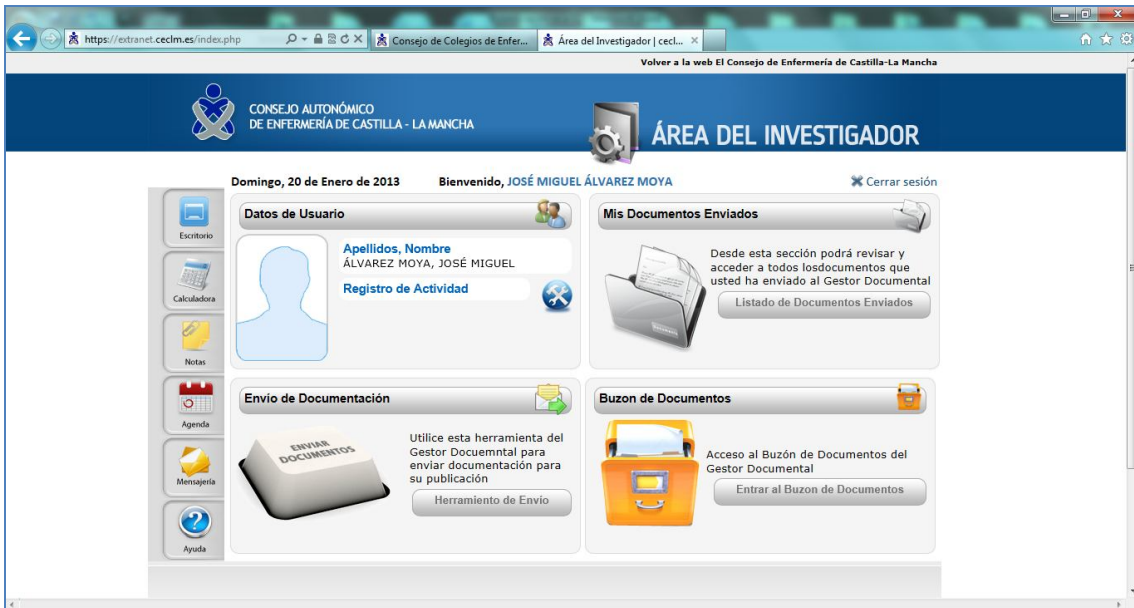 https://extranet.ceclm.es/index.php
Consejo de Colegios de Enfer...
Área del Investigador | cecl...
Volver a la web El Consejo de Enfermería de Castilla-La Mancha
CONSEJO AUTONÓMICO
DE ENFERMERÍA DE CASTILLA - LA MANCHA
ÁREA DEL INVESTIGADOR
Domingo, 20 de Enero de 2013
Bienvenido, JOSÉ MIGUEL ÁLVAREZ MOYA
Cerrar sesión
Escritorio
Calculadora
Notas
Agenda
Mensajería
Ayuda
Datos de Usuario
Apellidos, Nombre
ÁLVAREZ MOYA, JOSÉ MIGUEL
Registro de Actividad
Mis Documentos Enviados
Desde esta sección podrá revisar y
acceder a todos losdocumentos que
usted ha enviado al Gestor Documental
Listado de Documentos Enviados
Envio de Documentación
ENVIAR
DOCUMENTOS
Utilice esta herramienta del
Gestor Docuemntal para
enviar documentación para
su publicación
Herramiento de Envio
Buzon de Documentos
Acceso al Buzón de Documentos del
Gestor Documental
Entrar al Buzon de Documentos